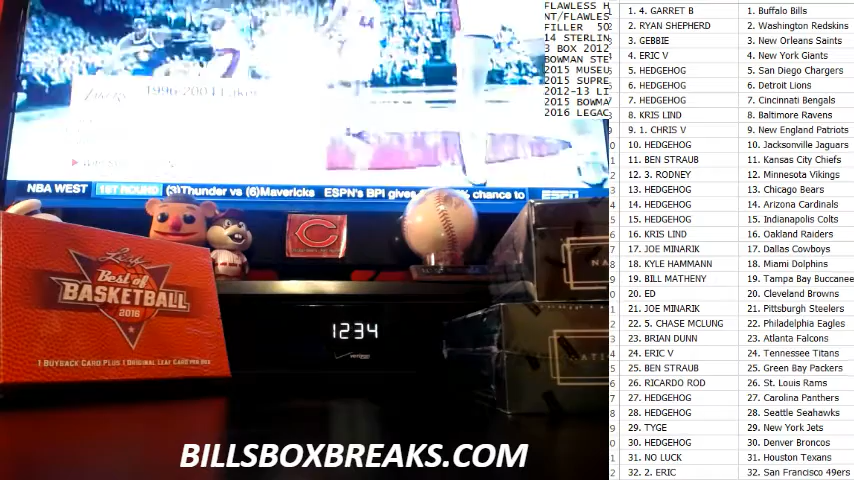 FLAWLESS H
NT/FLAWLES
FILLER 50
14 STERLIN
3 BOX 2012
BOWMAN STE
2015 MUSEU
2015 SUPRE
2012-13 LI
2015 BOWMA
2016 LEGAC
1996-2004 Lakers
NBA WEST 1ST ROUND (3)Thunder vs (6)Mavericks ESPN's BPI gives % chance to
Leaf
Best of
BASKETBALL
2016
1 BUYBACK CARD PLUS 1 ORIGINAL LEAF CARD PER BOX
1234
verizon
BILLSBOXBREAKS.COM
1. 4. GARRET B 1. Buffalo Bills
2. RYAN SHEPHERD 2. Washington Redskins
3. GEBBIE 3. New Orleans Saints
4. ERIC V 4. New York Giants
5. HEDGEHOG 5. San Diego Chargers
6. HEDGEHOG 6. Detroit Lions
7. HEDGEHOG 7. Cincinnati Bengals
8. KRIS LIND 8. Baltimore Ravens
9. 1. CHRIS V 9. New England Patriots
10. HEDGEHOG 10. Jacksonville Jaguars
11. BEN STRAUB 11. Kansas City Chiefs
12. 3. RODNEY 12. Minnesota Vikings
13. HEDGEHOG 13. Chicago Bears
14. HEDGEHOG 14. Arizona Cardinals
15. HEDGEHOG 15. Indianapolis Colts
16. KRIS LIND 16. Oakland Raiders
17. JOE MINARIK 17. Dallas Cowboys
18. KYLE HAMMANN 18. Miami Dolphins
19. BILL MATHENY 19. Tampa Bay Buccanee
20. ED 20. Cleveland Browns
21. JOE MINARIK 21. Pittsburgh Steelers
22. 5. CHASE MCLUNG 22. Philadelphia Eagles
23. BRIAN DUNN 23. Atlanta Falcons
24. ERIC V 24. Tennessee Titans
25. BEN STRAUB 25. Green Bay Packers
26. RICARDO ROD 26. St. Louis Rams
27. HEDGEHOG 27. Carolina Panthers
28. HEDGEHOG 28. Seattle Seahawks
29. TYGE 29. New York Jets
30. HEDGEHOG 30. Denver Broncos
31. NO LUCK 31. Houston Texans
32. 2. ERIC 32. San Francisco 49ers